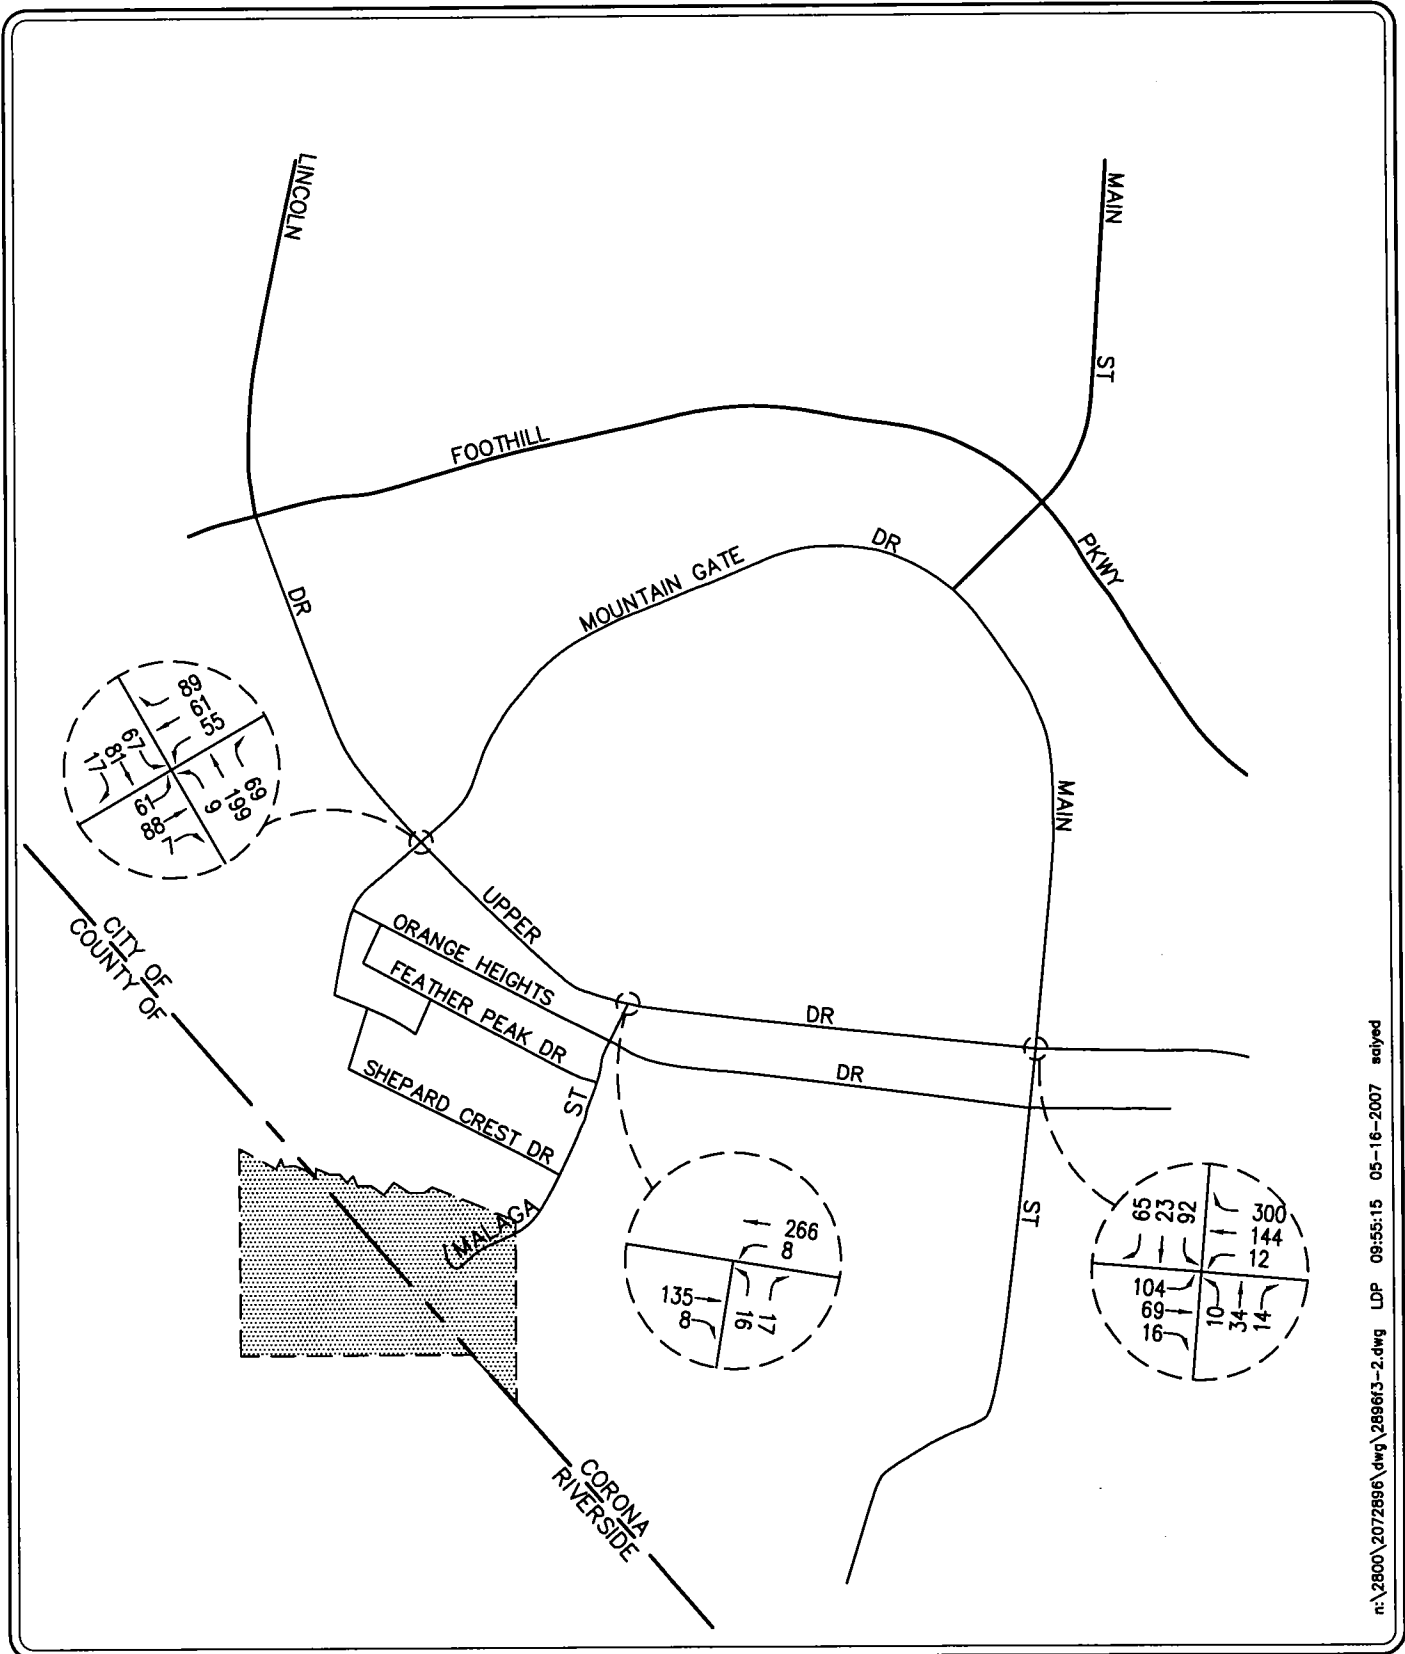 LINCOLN
MAIN
ST
FOOTHILL
DR
PKWY
MOUNTAIN GATE
DR
89
61
55
67
81
17
69
199
9
61
88
7
MAIN
UPPER
ORANGE HEIGHTS
FEATHER PEAK DR
SHEPARD CREST DR
ST
MALAGA
DR
DR
CITY OF
COUNTY OF
CORONA
RIVERSIDE
ST
266
8
135
8
16
17
65
23
92
300
144
12
104
69
16
10
34
14
n:\2800\2072896\dwg\2896f3-2.dwg LDP 09:55:15 05-16-2007 saiyed